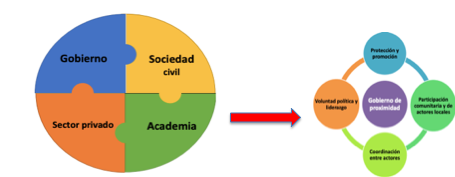 Gobierno
Sociedad
civil
Sector privado
Academia
Protección y
promoción
Voluntad política y
liderazgo
Gobierno de
proximidad
Participación
comunitaria y de
actores locales
Coordinación
entre actores